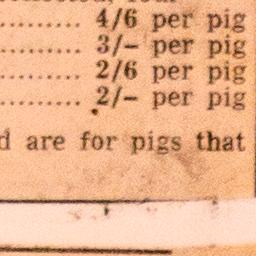 ........ 4/6 per pig
........ 3/– per pig
........ 2/6 per pig
........ 2/– per pig
are for pigs that